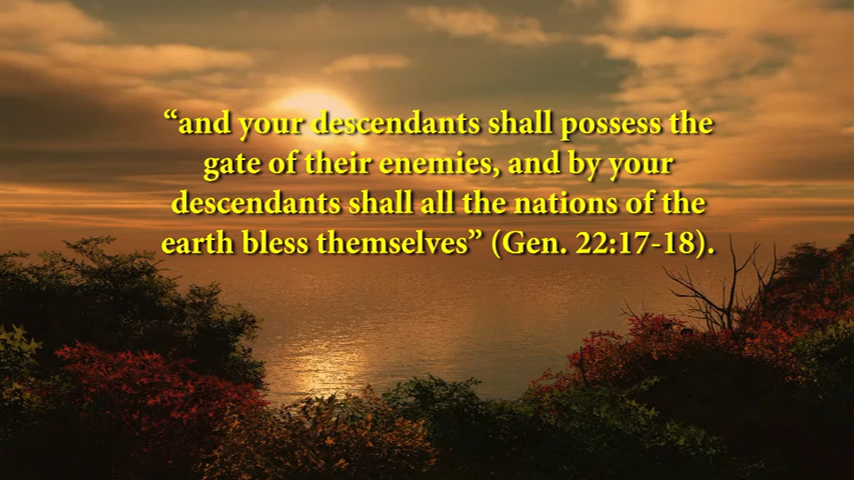 “and your descendants shall possess the
gate of their enemies, and by your
descendants shall all the nations of the
earth bless themselves” (Gen. 22:17-18).